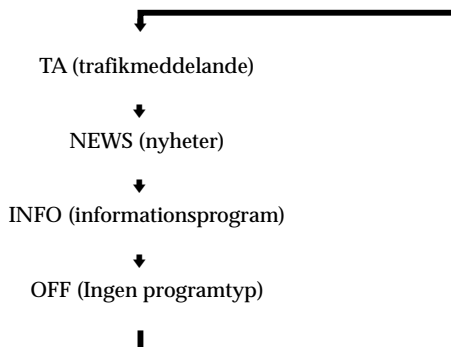 TA (trafikmeddelande)
NEWS (nyheter)
INFO (informationsprogram)
OFF (Ingen programtyp)